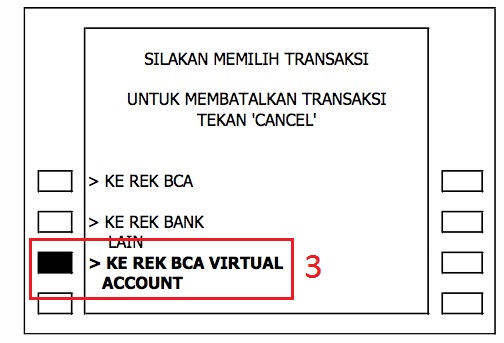 SILAKAN MEMILIH TRANSAKSI
UNTUK MEMBATALKAN TRANSAKSI
TEKAN 'CANCEL'
> KE REK BCA
> KE REK BANK
LAIN
> KE REK BCA VIRTUAL
ACCOUNT
3